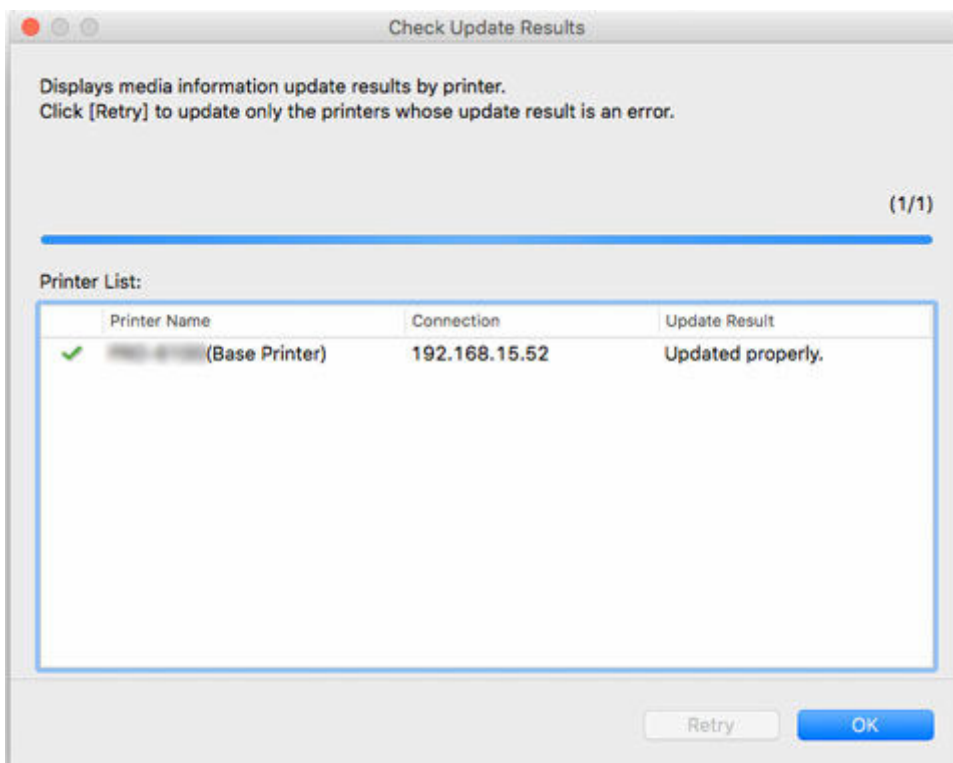 Check Update Results
Displays media information update results by printer.
Click [Retry] to update only the printers whose update result is an error.
(1/1)
Printer List:
Printer Name Connection Update Result
(Base Printer) 192.168.15.52 Updated properly.
Retry OK